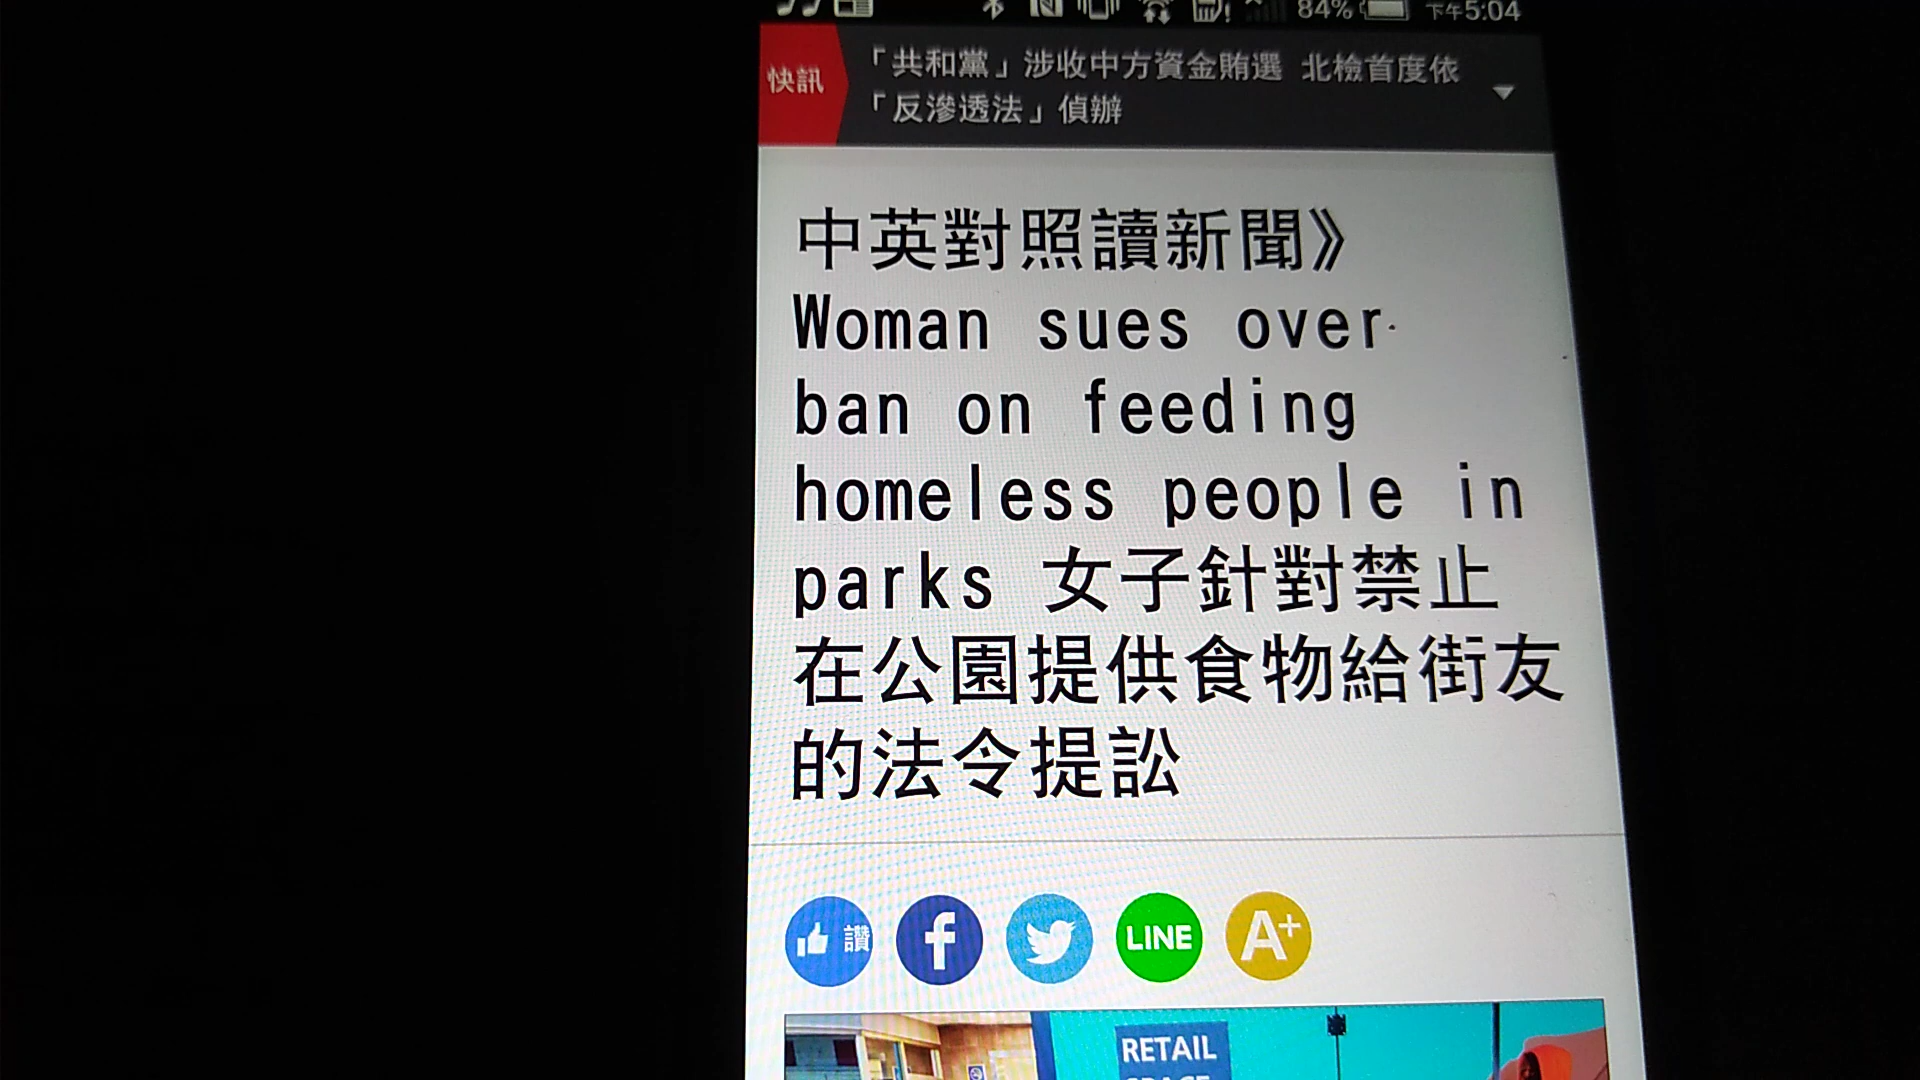 84% 下午5:04
快訊
「共和黨」涉收中方資金賄選 北檢首度依
「反滲透法」偵辦
中英對照讀新聞》
Woman sues over
ban on feeding
homeless people in
parks 女子針對禁止
在公園提供食物給街友
的法令提訟
讚
f
LINE
A+
RETAIL
SPACE